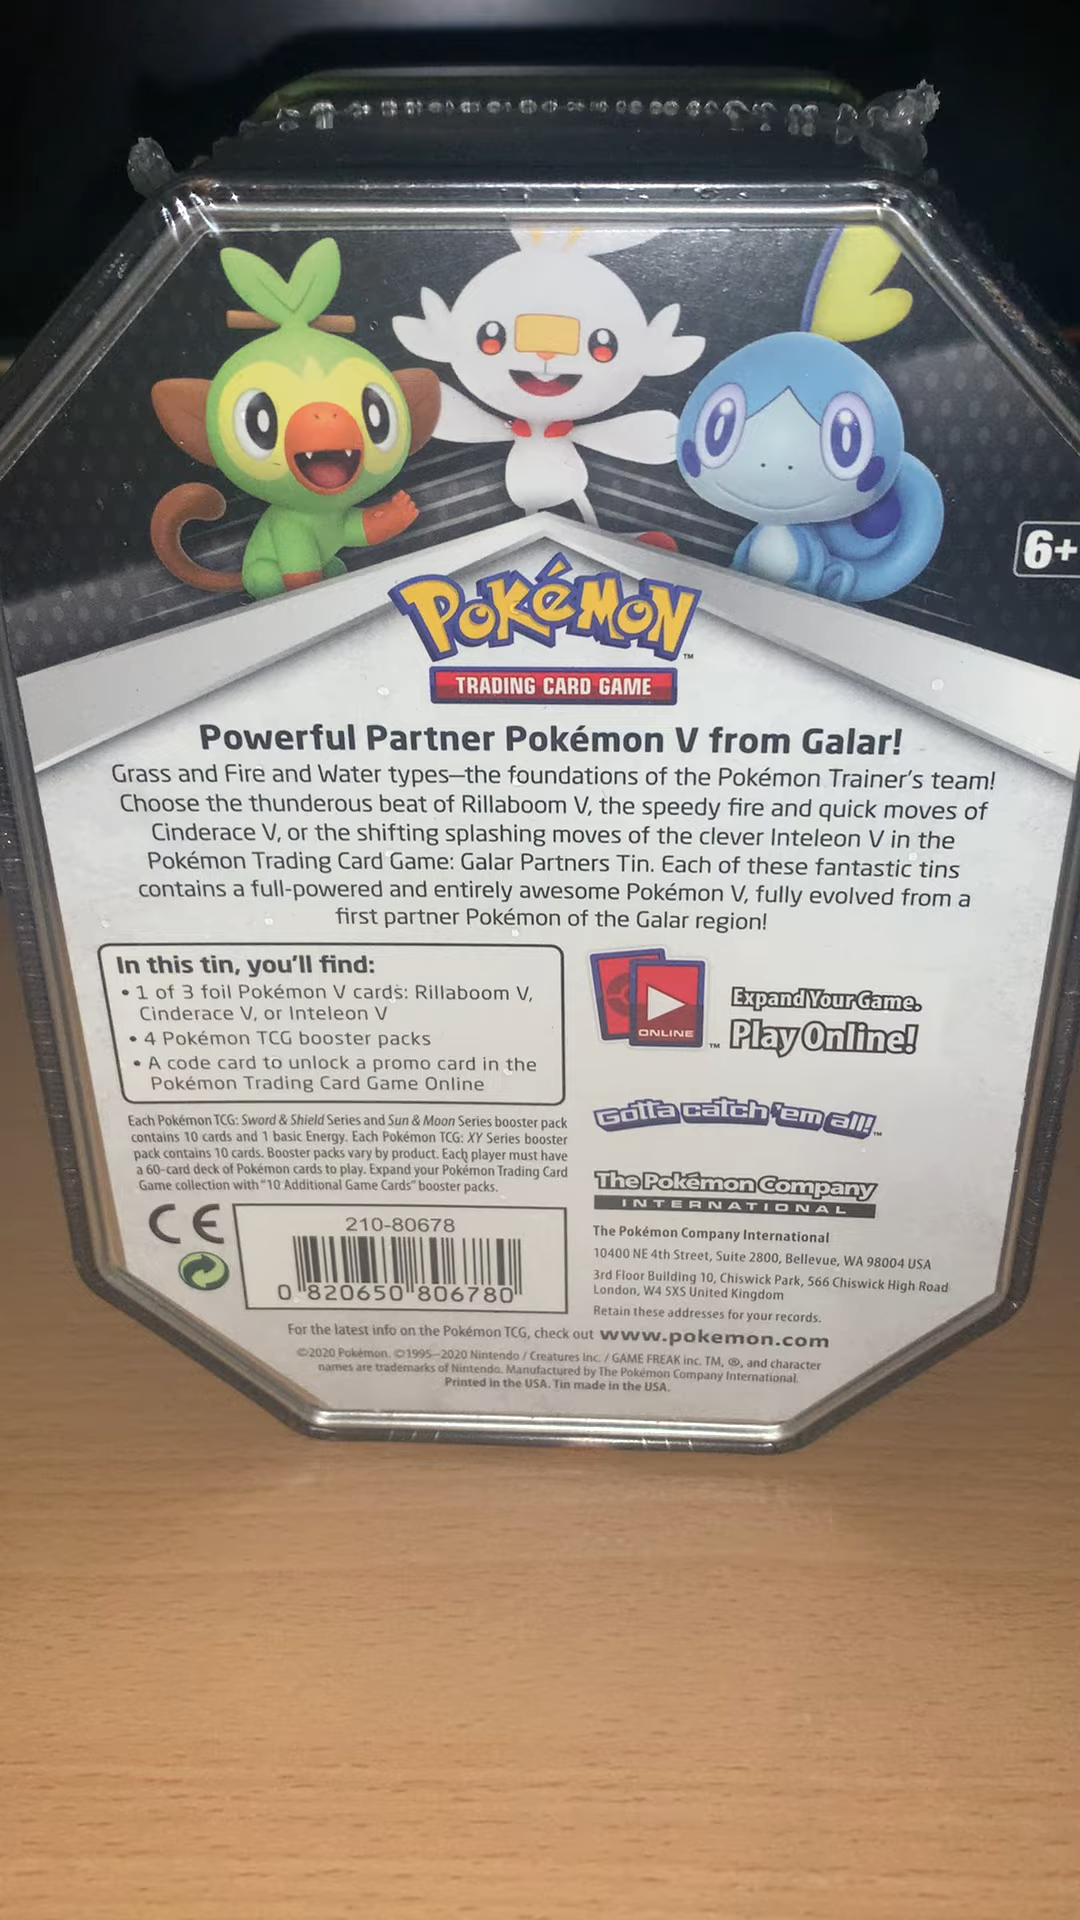 6+
POKéMON™
TRADING CARD GAME
Powerful Partner Pokémon V from Galar!
Grass and Fire and Water types—the foundations of the Pokémon Trainer's team!
Choose the thunderous beat of Rillaboom V, the speedy fire and quick moves of
Cinderace V, or the shifting splashing moves of the clever Inteleon V in the
Pokémon Trading Card Game: Galar Partners Tin. Each of these fantastic tins
contains a full-powered and entirely awesome Pokémon V, fully evolved from a
first partner Pokémon of the Galar region!
In this tin, you'll find:
• 1 of 3 foil Pokémon V cards: Rillaboom V,
Cinderace V, or Inteleon V
• 4 Pokémon TCG booster packs
• A code card to unlock a promo card in the
Pokémon Trading Card Game Online
Each Pokémon TCG: Sword & Shield Series and Sun & Moon Series booster pack
contains 10 cards and 1 basic Energy. Each Pokémon TCG: XY Series booster
pack contains 10 cards. Booster packs vary by product. Each player must have
a 60-card deck of Pokémon cards to play. Expand your Pokémon Trading Card
Game collection with "10 Additional Game Cards" booster packs.
CE
210-80678
0 820650 806780
ONLINE™
Expand Your Game.
Play Online!
Gotta catch 'em all!™
The Pokémon Company
INTERNATIONAL
The Pokémon Company International
10400 NE 4th Street, Suite 2800, Bellevue, WA 98004 USA
3rd Floor Building 10, Chiswick Park, 566 Chiswick High Road
London, W4 5XS United Kingdom
Retain these addresses for your records.
For the latest info on the Pokémon TCG, check out www.pokemon.com
©2020 Pokémon. ©1995–2020 Nintendo / Creatures Inc. / GAME FREAK inc. TM, ®, and character
names are trademarks of Nintendo. Manufactured by The Pokémon Company International.
Printed in the USA. Tin made in the USA.